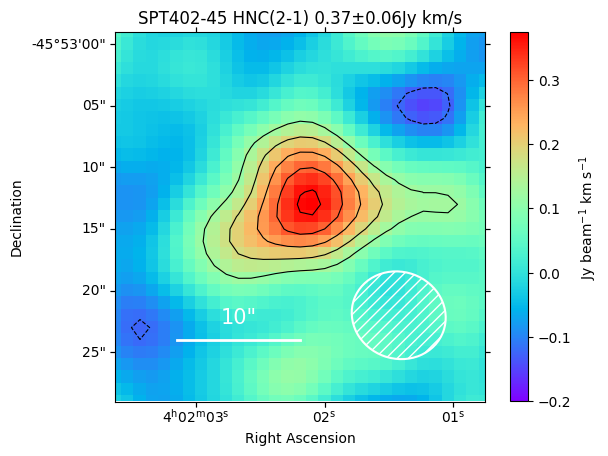 SPT402-45 HNC(2-1) 0.37±0.06Jy km/s
-45°53'00"
05"
10"
15"
20"
25"
Declination
10"
4ʰ02ᵐ03ˢ
02ˢ
01ˢ
Right Ascension
0.3
0.2
0.1
0.0
−0.1
−0.2
Jy beam⁻¹ km s⁻¹